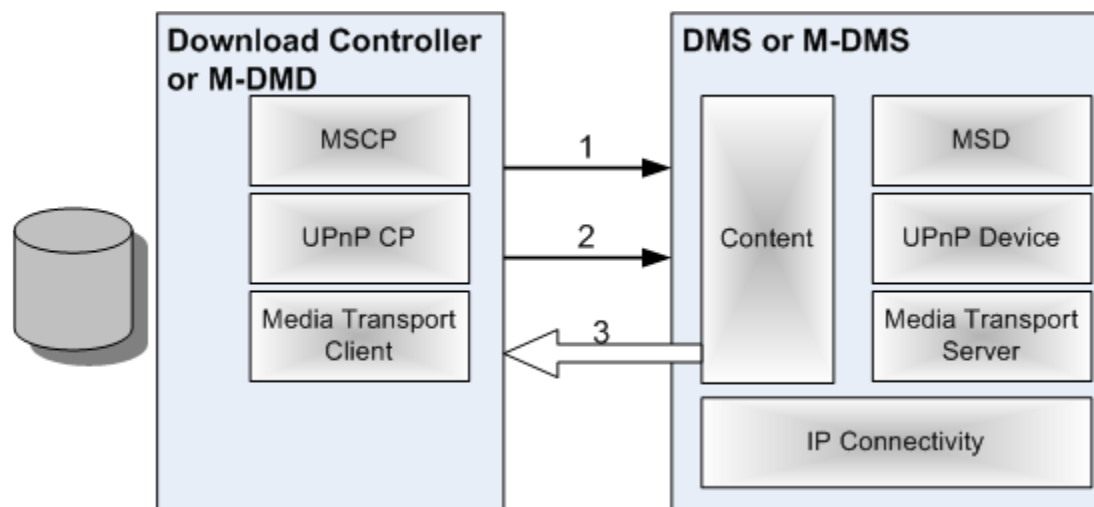 Download Controller
or M-DMD
MSCP
UPnP CP
Media Transport
Client
1
2
3
DMS or M-DMS
Content
MSD
UPnP Device
Media Transport
Server
IP Connectivity